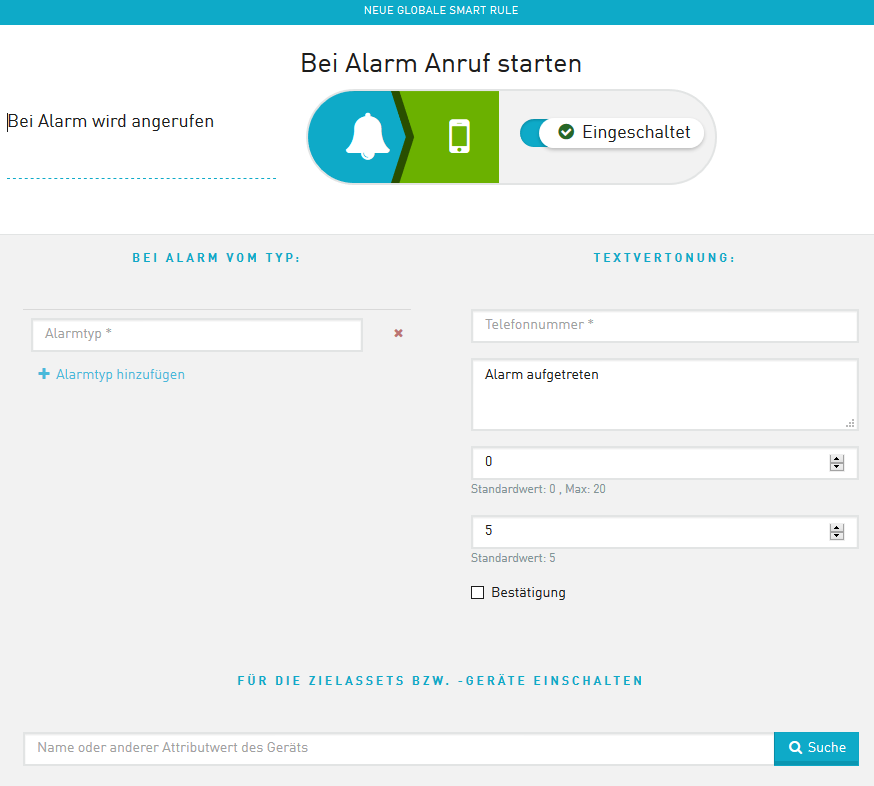 NEUE GLOBALE SMART RULE
Bei Alarm Anruf starten
Bei Alarm wird angerufen
Eingeschaltet
BEI ALARM VOM TYP:
Alarmtyp *
Alarmtyp hinzufügen
TEXTVERTONUNG:
Telefonnummer *
Alarm aufgetreten
0
Standardwert: 0 , Max: 20
5
Standardwert: 5
Bestätigung
FÜR DIE ZIELASSETS BZW. -GERÄTE EINSCHALTEN
Name oder anderer Attributwert des Geräts
Suche